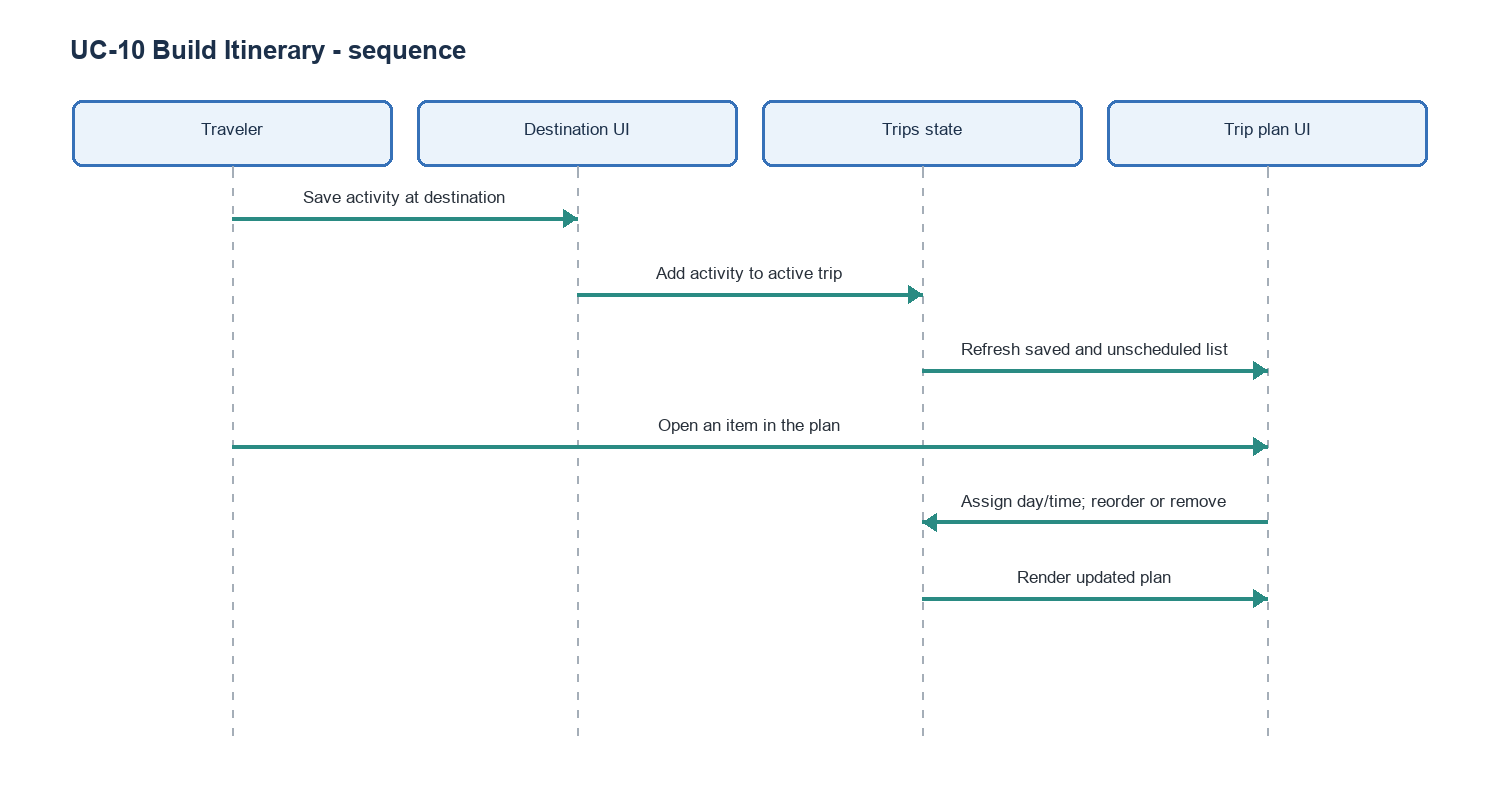 UC-10 Build Itinerary - sequence
Traveler
Destination UI
Trips state
Trip plan UI
Save activity at destination
Add activity to active trip
Refresh saved and unscheduled list
Open an item in the plan
Assign day/time; reorder or remove
Render updated plan